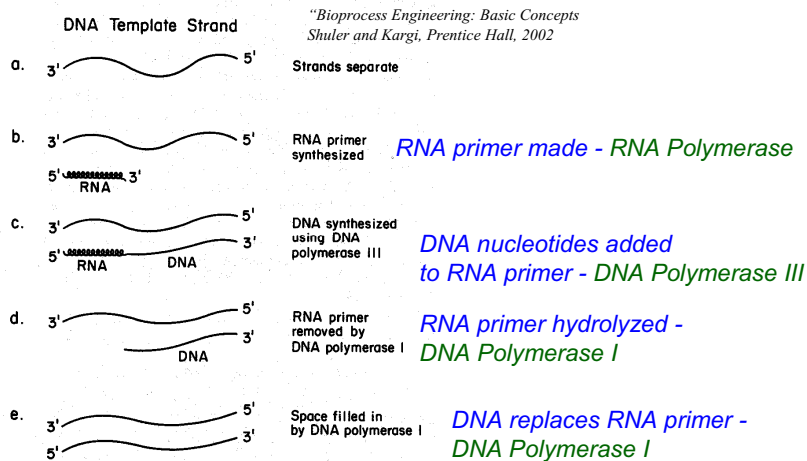 DNA Template Strand
“Bioprocess Engineering: Basic Concepts
Shuler and Kargi, Prentice Hall, 2002
a. 3' 5' Strands separate
b. 3' 5' RNA primer
synthesized
RNA primer made - RNA Polymerase
5' 3'
RNA
c. 3' 5' DNA synthesized
using DNA
polymerase III
5' 3'
RNA DNA
DNA nucleotides added
to RNA primer - DNA Polymerase III
d. 3' 5' RNA primer
removed by
DNA polymerase I
3'
DNA
RNA primer hydrolyzed -
DNA Polymerase I
e. 3' 5' Space filled in
by DNA polymerase I
5' 3'
DNA replaces RNA primer -
DNA Polymerase I